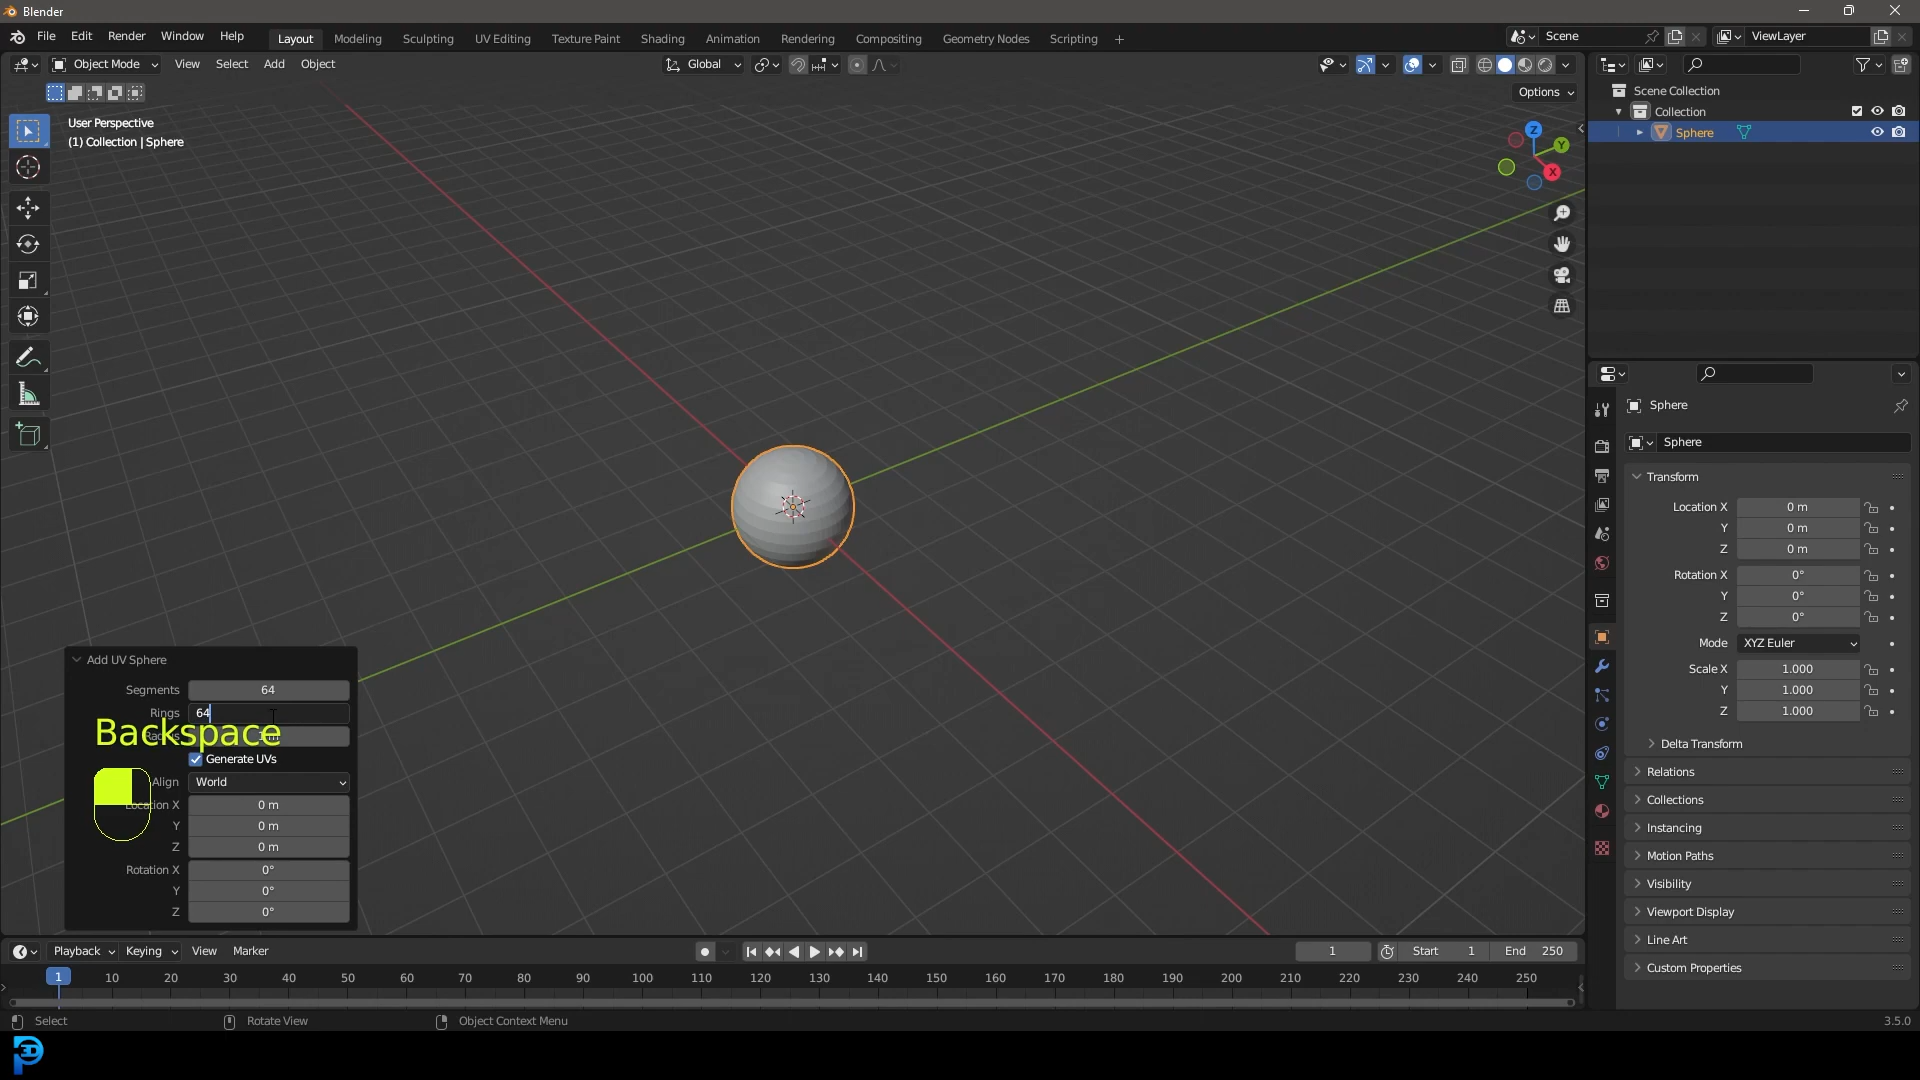 Blender
File Edit Render Window Help Layout Modeling Sculpting UV Editing Texture Paint Shading Animation Rendering Compositing Geometry Nodes Scripting + Scene ViewLayer
Object Mode View Select Add Object Global
Options
User Perspective
(1) Collection | Sphere
Z
Y
X
Scene Collection
Collection
Sphere
Sphere
Sphere
Transform
Location X 0 m
Y 0 m
Z 0 m
Rotation X 0°
Y 0°
Z 0°
Mode XYZ Euler
Scale X 1.000
Y 1.000
Z 1.000
Delta Transform
Relations
Collections
Instancing
Motion Paths
Visibility
Viewport Display
Line Art
Custom Properties
Add UV Sphere
Segments 64
Rings 64
Backspace
Generate UVs
Align World
Location X 0 m
Y 0 m
Z 0 m
Rotation X 0°
Y 0°
Z 0°
Playback Keying View Marker 1 Start 1 End 250
1 10 20 30 40 50 60 70 80 90 100 110 120 130 140 150 160 170 180 190 200 210 220 230 240 250
Select Rotate View Object Context Menu 3.5.0